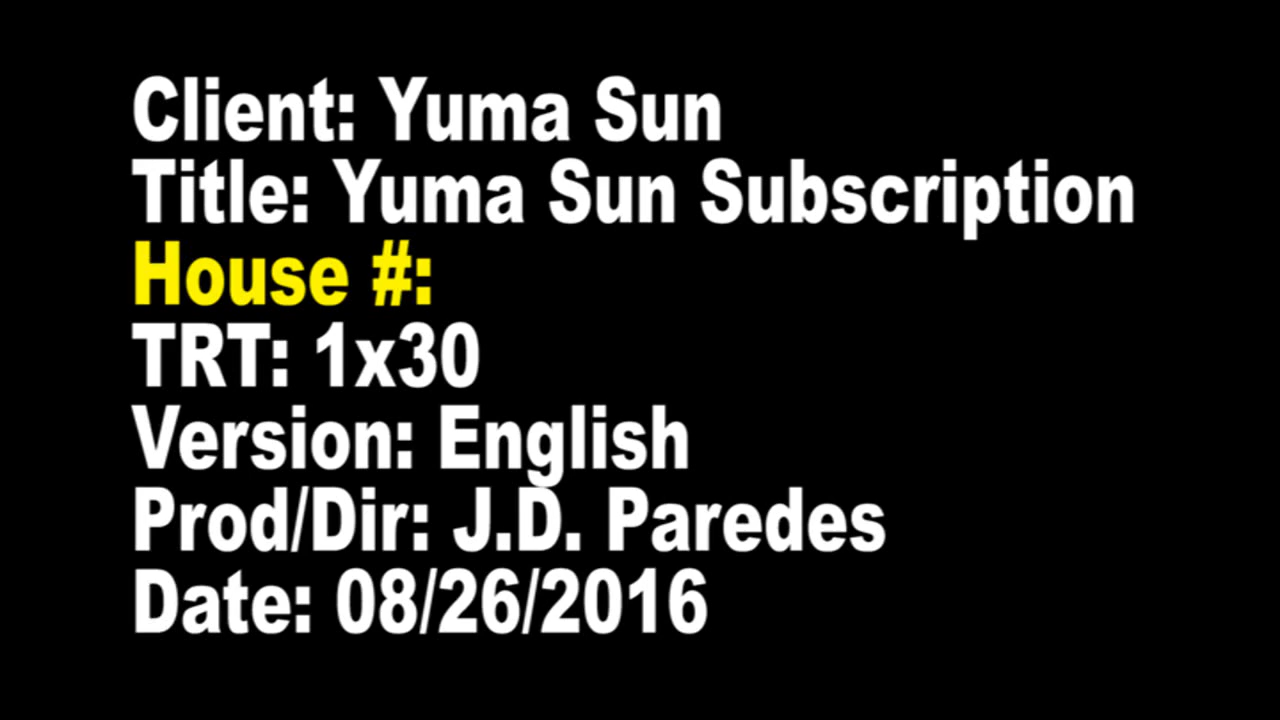 Client: Yuma Sun
Title: Yuma Sun Subscription
House #:
TRT: 1x30
Version: English
Prod/Dir: J.D. Paredes
Date: 08/26/2016